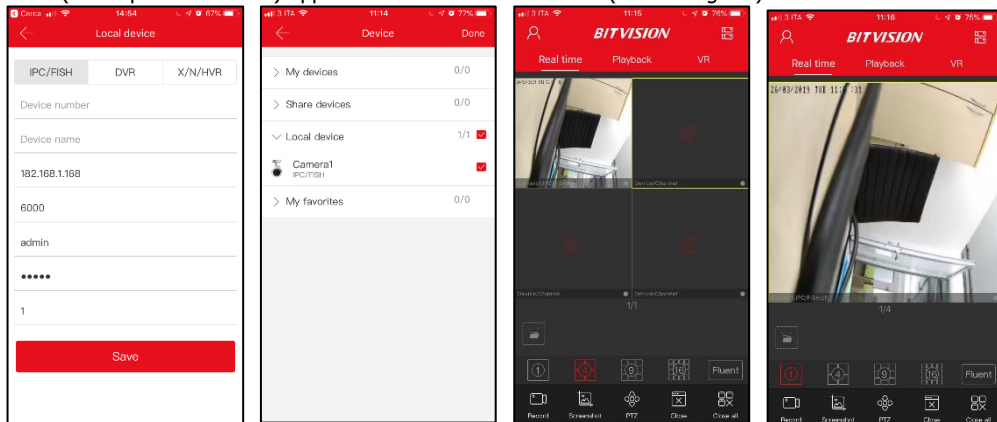 Cerca 14:54 67%
Local device
IPC/FISH DVR X/N/HVR
Device number
Device name
182.168.1.168
6000
admin
•••••
1
Save
3 ITA 11:14 77%
Device Done
My devices 0/0
Share devices 0/0
Local device 1/1
Camera1
IPC/FISH
My favorites 0/0
3 ITA 11:15 76%
BITVISION
Real time Playback VR
Device/Channel
Device/Channel Device/Channel
1/1
1 4 9 16 Fluent
Record Screenshot PTZ Close Close all
3 ITA 11:16 76%
BITVISION
Real time Playback VR
26/03/2019 TUE 11:
1/4
1 4 9 16 Fluent
Record Screenshot PTZ Close Close all